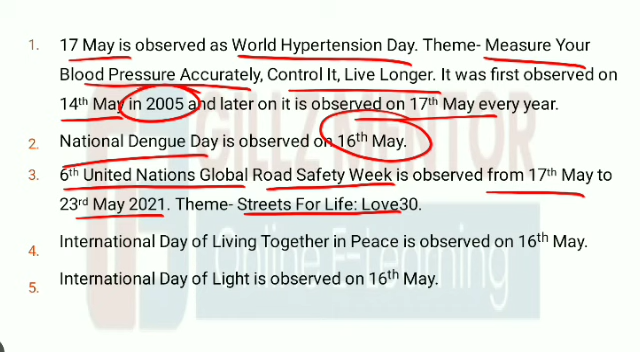 1. 17 May is observed as World Hypertension Day. Theme- Measure Your
Blood Pressure Accurately, Control It, Live Longer. It was first observed on
14th May in 2005 and later on it is observed on 17th May every year.
2. National Dengue Day is observed on 16th May.
3. 6th United Nations Global Road Safety Week is observed from 17th May to
23rd May 2021. Theme- Streets For Life: Love30.
4. International Day of Living Together in Peace is observed on 16th May.
5. International Day of Light is observed on 16th May.
GILLZ MENTOR
Online E-Learning